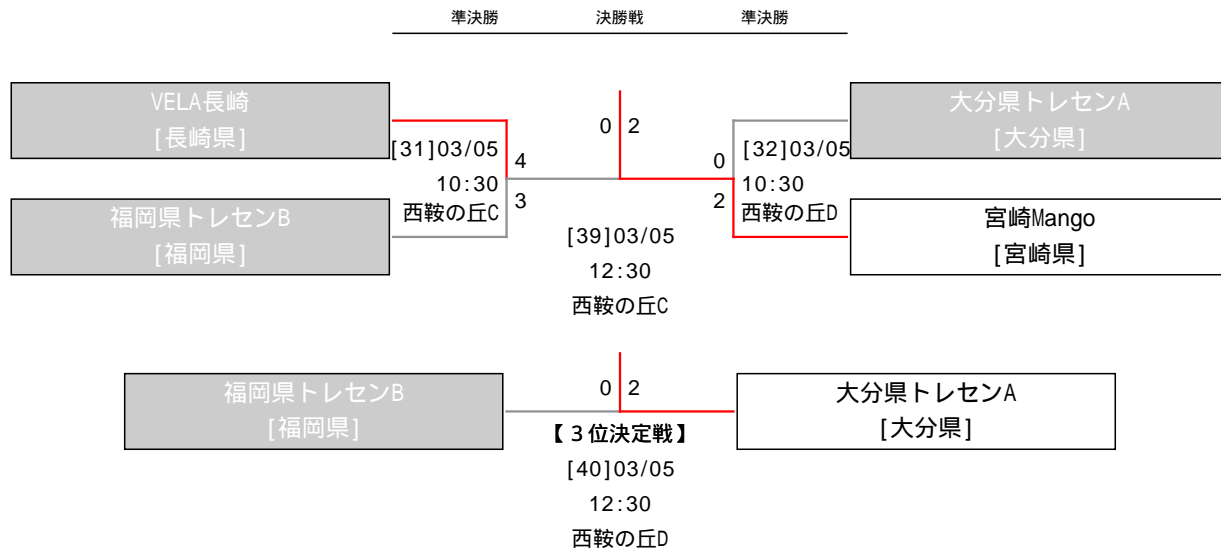 準決勝 決勝戦 準決勝
VELA長崎
[長崎県]
大分県トレセンA
[大分県]
0 2
[31]03/05
10:30
西鞍の丘C
4
3
0
2
[32]03/05
10:30
西鞍の丘D
福岡県トレセンB
[福岡県]
宮崎Mango
[宮崎県]
[39]03/05
12:30
西鞍の丘C
福岡県トレセンB
[福岡県]
0 2
大分県トレセンA
[大分県]
【３位決定戦】
[40]03/05
12:30
西鞍の丘D